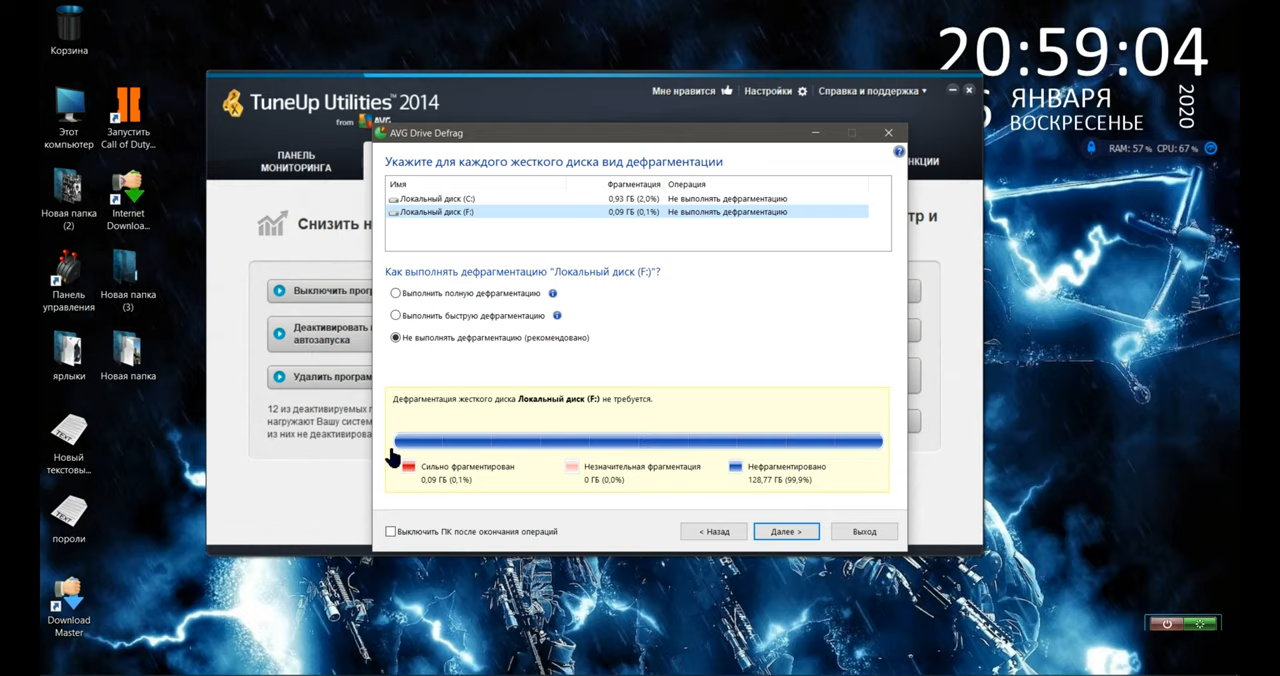 Корзина
Этот
компьютер
Запустить
Call of Duty...
Новая папка
(2)
Internet
Downloa...
Панель
управления
Новая папка
(3)
ярлыки
Новая папка
Новый
текстовы...
TEXT
пороли
TEXT
Download
Master
20:59:04
ЯНВАРЯ
ВОСКРЕСЕНЬЕ
2020
RAM: 57% CPU: 67%
TuneUp Utilities™ 2014
from AVG
Мне нравится Настройки Справка и поддержка
ПАНЕЛЬ
МОНИТОРИНГА
НКЦИИ
Снизить н
тр и
Выключить прог
Деактивировать
автозапуска
Удалить програм
12 из деактивируемых п
нагружают Вашу систем
из них не деактивирова
AVG Drive Defrag
Укажите для каждого жесткого диска вид дефрагментации
Имя Фрагментация Операция
Локальный диск (C:) 0,93 ГБ (2,0%) Не выполнять дефрагментацию
Локальный диск (F:) 0,09 ГБ (0,1%) Не выполнять дефрагментацию
Как выполнять дефрагментацию "Локальный диск (F:)"?
Выполнить полную дефрагментацию
Выполнить быструю дефрагментацию
Не выполнять дефрагментацию (рекомендовано)
Дефрагментация жесткого диска Локальный диск (F:) не требуется.
Сильно фрагментирован Незначительная фрагментация Нефрагментировано
0,09 ГБ (0,1%) 0 ГБ (0,0%) 128,77 ГБ (99,9%)
Выключить ПК после окончания операций
< Назад Далее > Выход